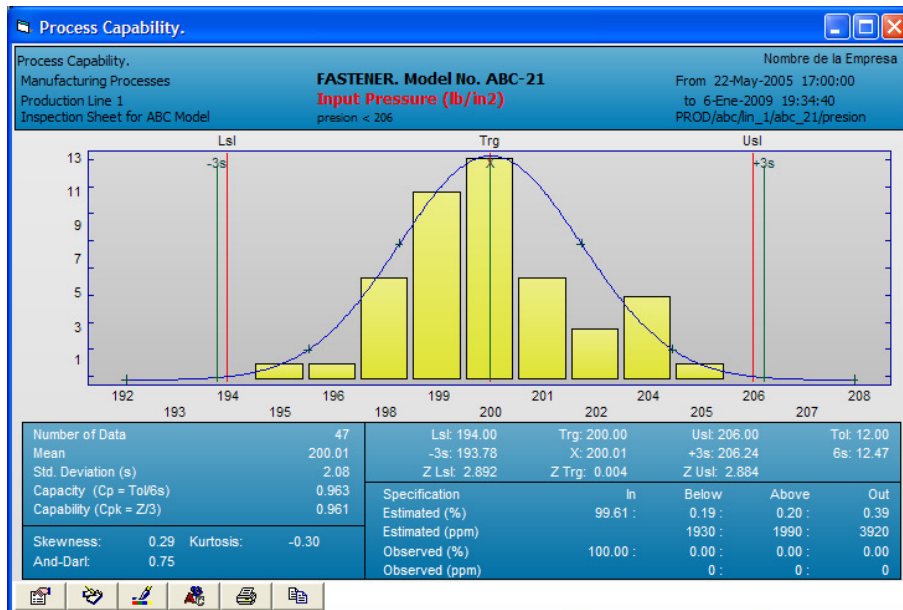 Process Capability.
Process Capability.
Nombre de la Empresa
Manufacturing Processes
FASTENER. Model No. ABC-21
From 22-May-2005 17:00:00
Production Line 1
Input Pressure (lb/in2)
to 6-Ene-2009 19:34:40
Inspection Sheet for ABC Model
presion < 206
PROD/abc/lin_1/abc_21/presion
Lsl Trg Usl
-3s X +3s
13
11
9
7
5
3
1
192 194 196 199 201 204 206 208
193 195 198 200 202 205 207
Number of Data 47
Mean 200.01
Std. Deviation (s) 2.08
Capacity (Cp = Tol/6s) 0.963
Capability (Cpk = Z/3) 0.961
Skewness: 0.29 Kurtosis: -0.30
And-Darl: 0.75
Lsl: 194.00 Trg: 200.00 Usl: 206.00 Tol: 12.00
-3s: 193.78 X: 200.01 +3s: 206.24 6s: 12.47
Z Lsl: 2.892 Z Trg: 0.004 Z Usl: 2.884
Specification In Below Above Out
Estimated (%) 99.61 : 0.19 : 0.20 : 0.39
Estimated (ppm) 1930 : 1990 : 3920
Observed (%) 100.00 : 0.00 : 0.00 : 0.00
Observed (ppm) 0 : 0 : 0